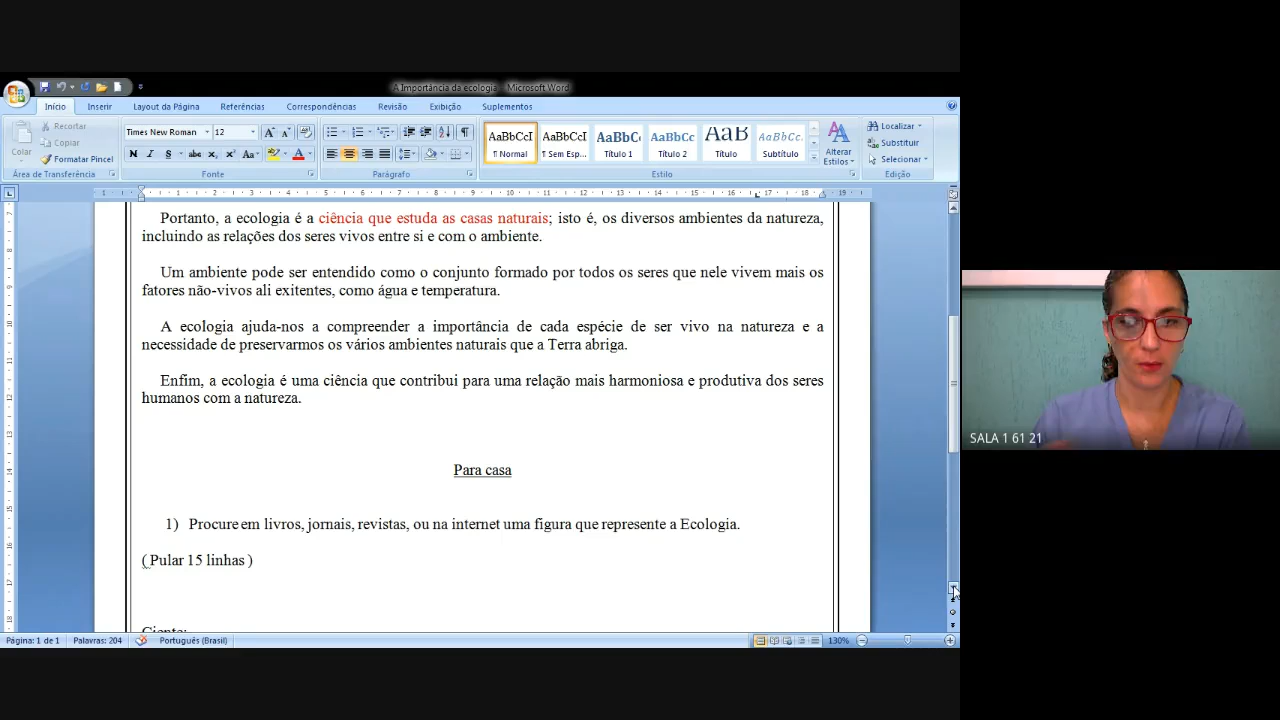 A Importância da ecologia - Microsoft Word
Início Inserir Layout da Página Referências Correspondências Revisão Exibição Suplementos
Colar
Recortar
Copiar
Formatar Pincel
Área de Transferência
Times New Roman 12
Fonte
Parágrafo
AaBbCcI AaBbCcI AaBbC AaBbCc AaB AaBbCc.
¶ Normal ¶ Sem Esp... Título 1 Título 2 Título Subtítulo
Alterar
Estilos
Estilo
Localizar
Substituir
Selecionar
Edição
Portanto, a ecologia é a ciência que estuda as casas naturais; isto é, os diversos ambientes da natureza,
incluindo as relações dos seres vivos entre si e com o ambiente.
Um ambiente pode ser entendido como o conjunto formado por todos os seres que nele vivem mais os
fatores não-vivos ali exitentes, como água e temperatura.
A ecologia ajuda-nos a compreender a importância de cada espécie de ser vivo na natureza e a
necessidade de preservarmos os vários ambientes naturais que a Terra abriga.
Enfim, a ecologia é uma ciência que contribui para uma relação mais harmoniosa e produtiva dos seres
humanos com a natureza.
Para casa
1) Procure em livros, jornais, revistas, ou na internet uma figura que represente a Ecologia.
( Pular 15 linhas )
Página: 1 de 1 Palavras: 204 Português (Brasil) 130%
SALA 1 61 21